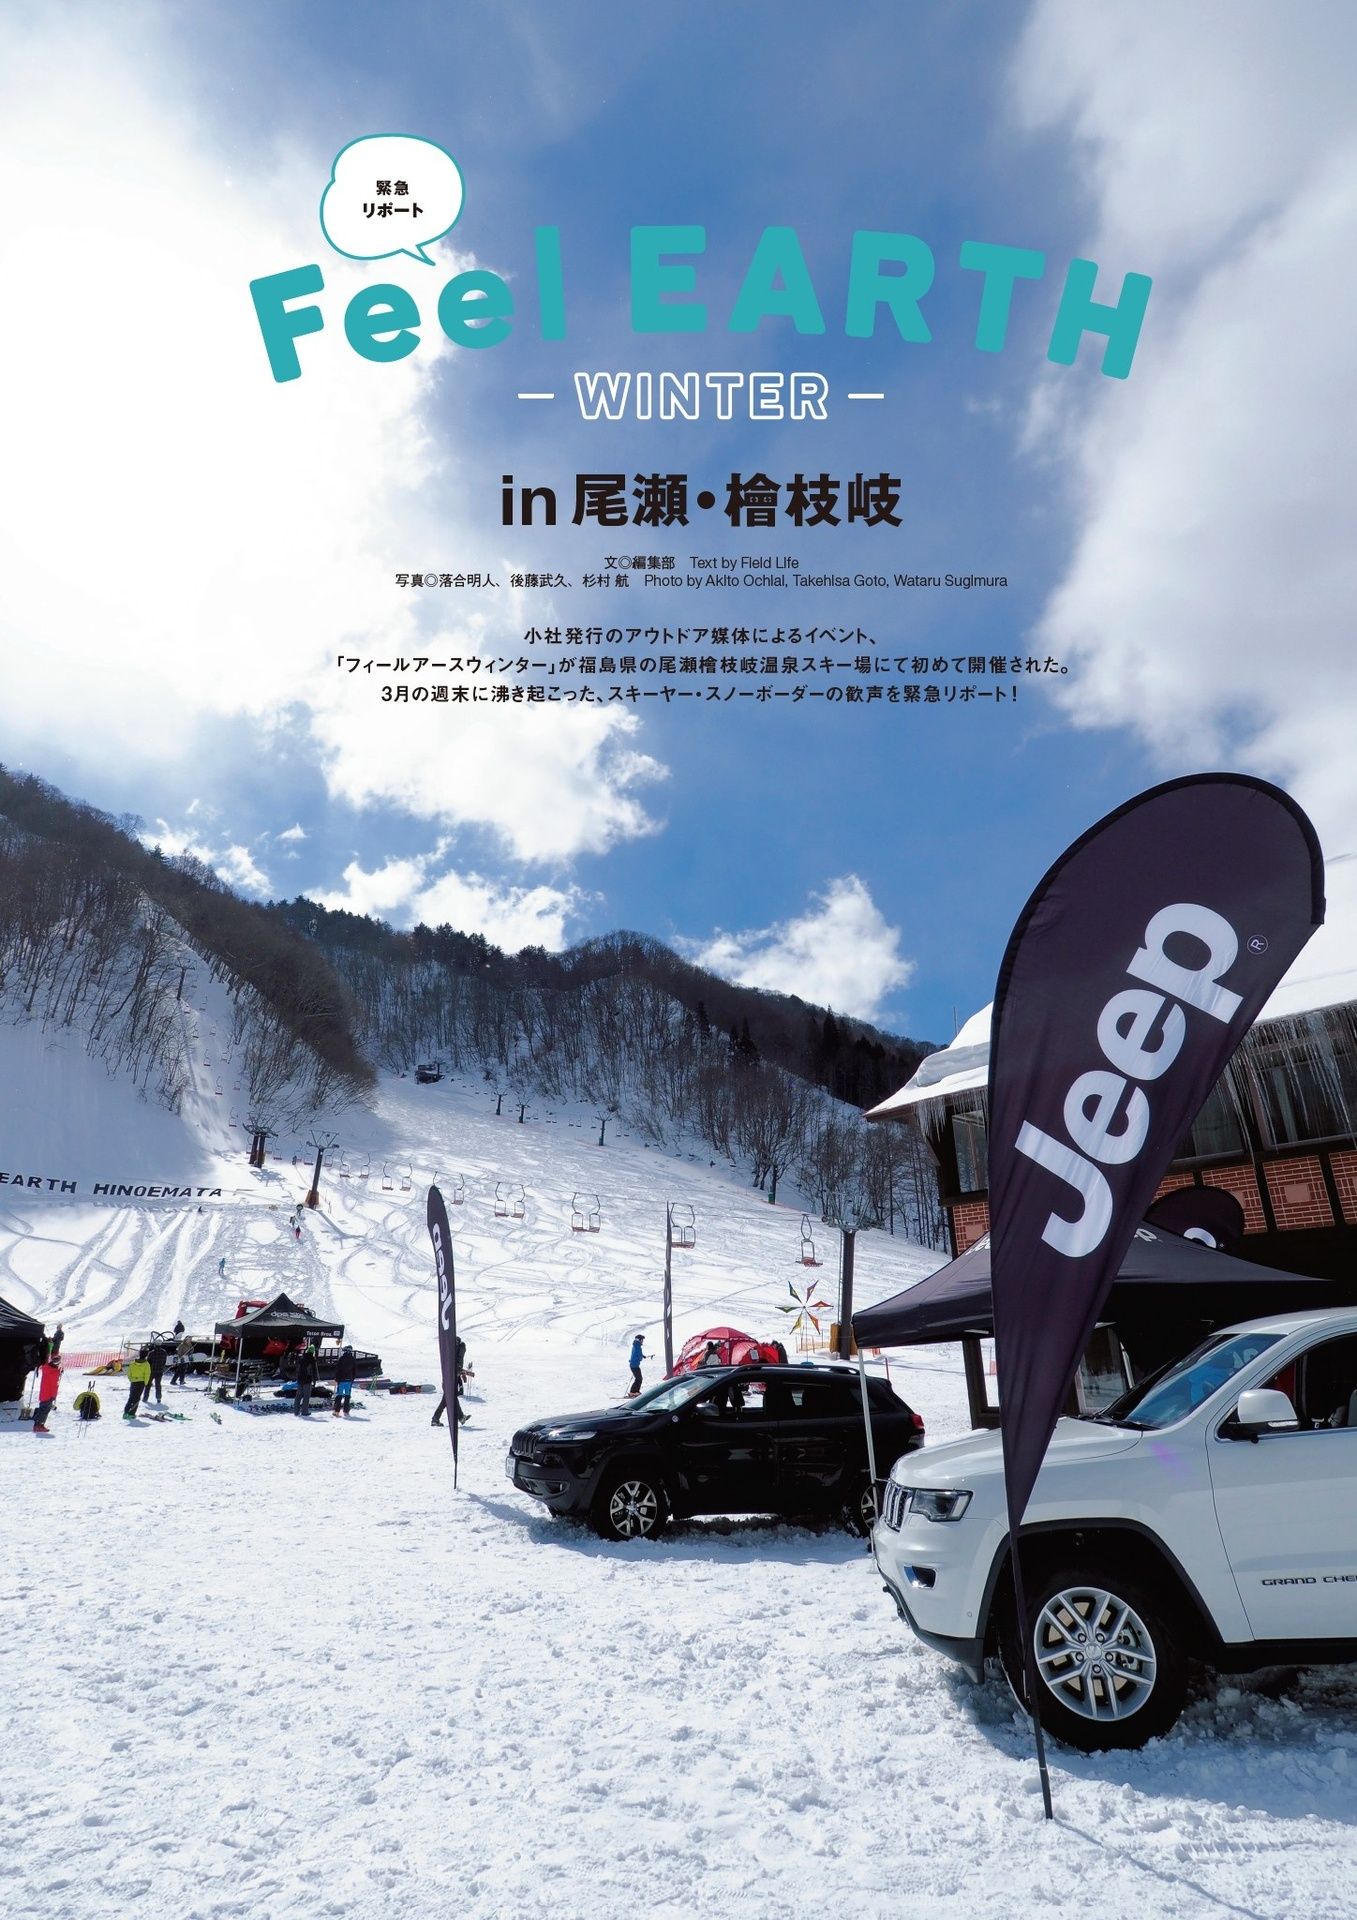 緊急
リポート
Feel EARTH
WINTER
in 尾瀬・檜枝岐
文◎編集部 Text by Field Life
写真◎落合明人、後藤武久、杉村 航 Photo by Akito Ochiai, Takehisa Goto, Wataru Sugimura
小社発行のアウトドア媒体によるイベント、
「フィールアースウィンター」が福島県の尾瀬檜枝岐温泉スキー場にて初めて開催された。
3月の週末に沸き起こった、スキーヤー・スノーボーダーの歓声を緊急リポート！
Jeep®
EARTH HINOEMATA
Jeep
Teton Bros.
GRAND CHE